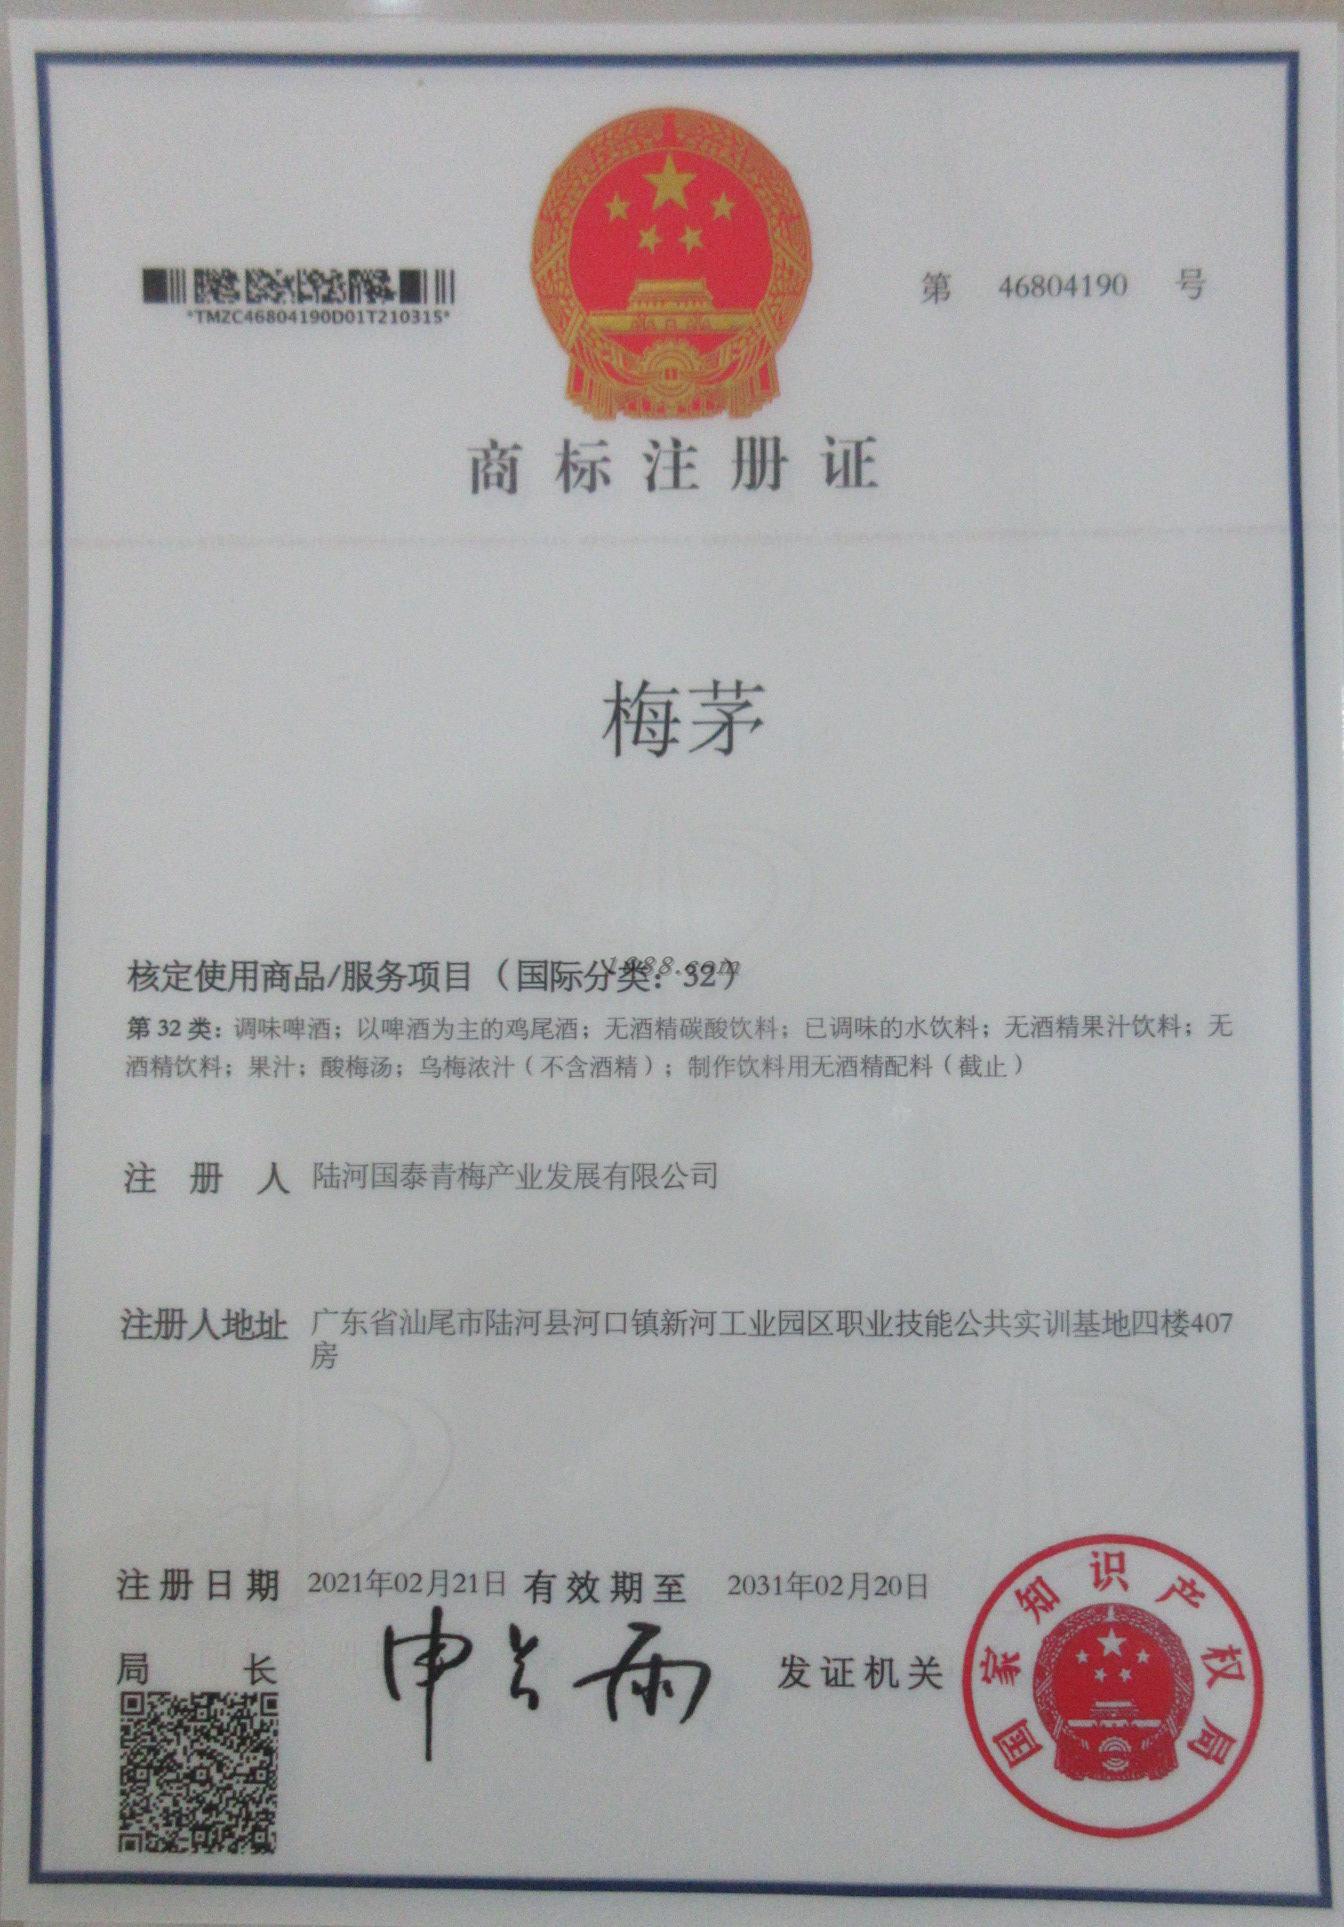 *TMZC46804190D01T210315*
第 46804190 号
商标注册证
梅茅
核定使用商品/服务项目（国际分类：32）
1988.com
第 32 类：调味啤酒；以啤酒为主的鸡尾酒；无酒精碳酸饮料；已调味的水饮料；无酒精果汁饮料；无
酒精饮料；果汁；酸梅汤；乌梅浓汁（不含酒精）；制作饮料用无酒精配料（截止）
注册人 陆河国泰青梅产业发展有限公司
注册人地址 广东省汕尾市陆河县河口镇新河工业园区职业技能公共实训基地四楼407
房
注册日期 2021年02月21日 有效期至 2031年02月20日
局长 申长雨 发证机关
国家知识产权局